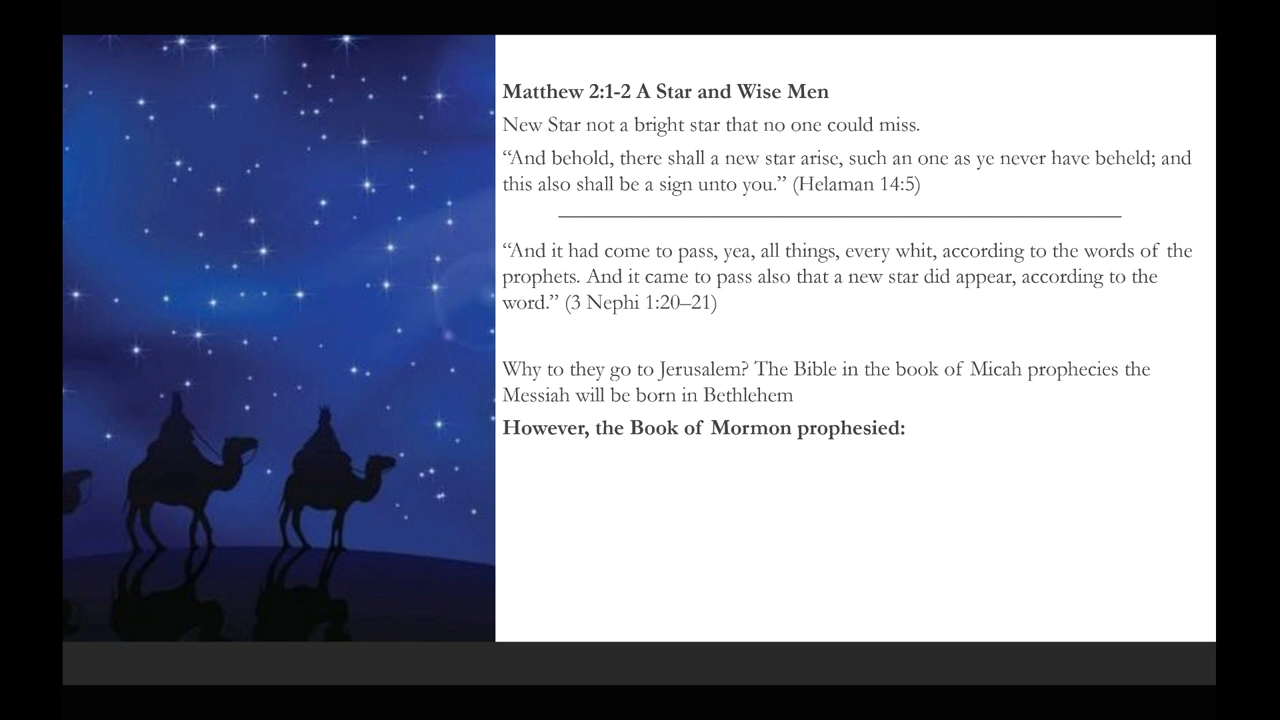 Matthew 2:1-2 A Star and Wise Men
New Star not a bright star that no one could miss.
“And behold, there shall a new star arise, such an one as ye never have beheld; and
this also shall be a sign unto you.” (Helaman 14:5)
“And it had come to pass, yea, all things, every whit, according to the words of the
prophets. And it came to pass also that a new star did appear, according to the
word.” (3 Nephi 1:20–21)
Why to they go to Jerusalem? The Bible in the book of Micah prophecies the
Messiah will be born in Bethlehem
However, the Book of Mormon prophesied: